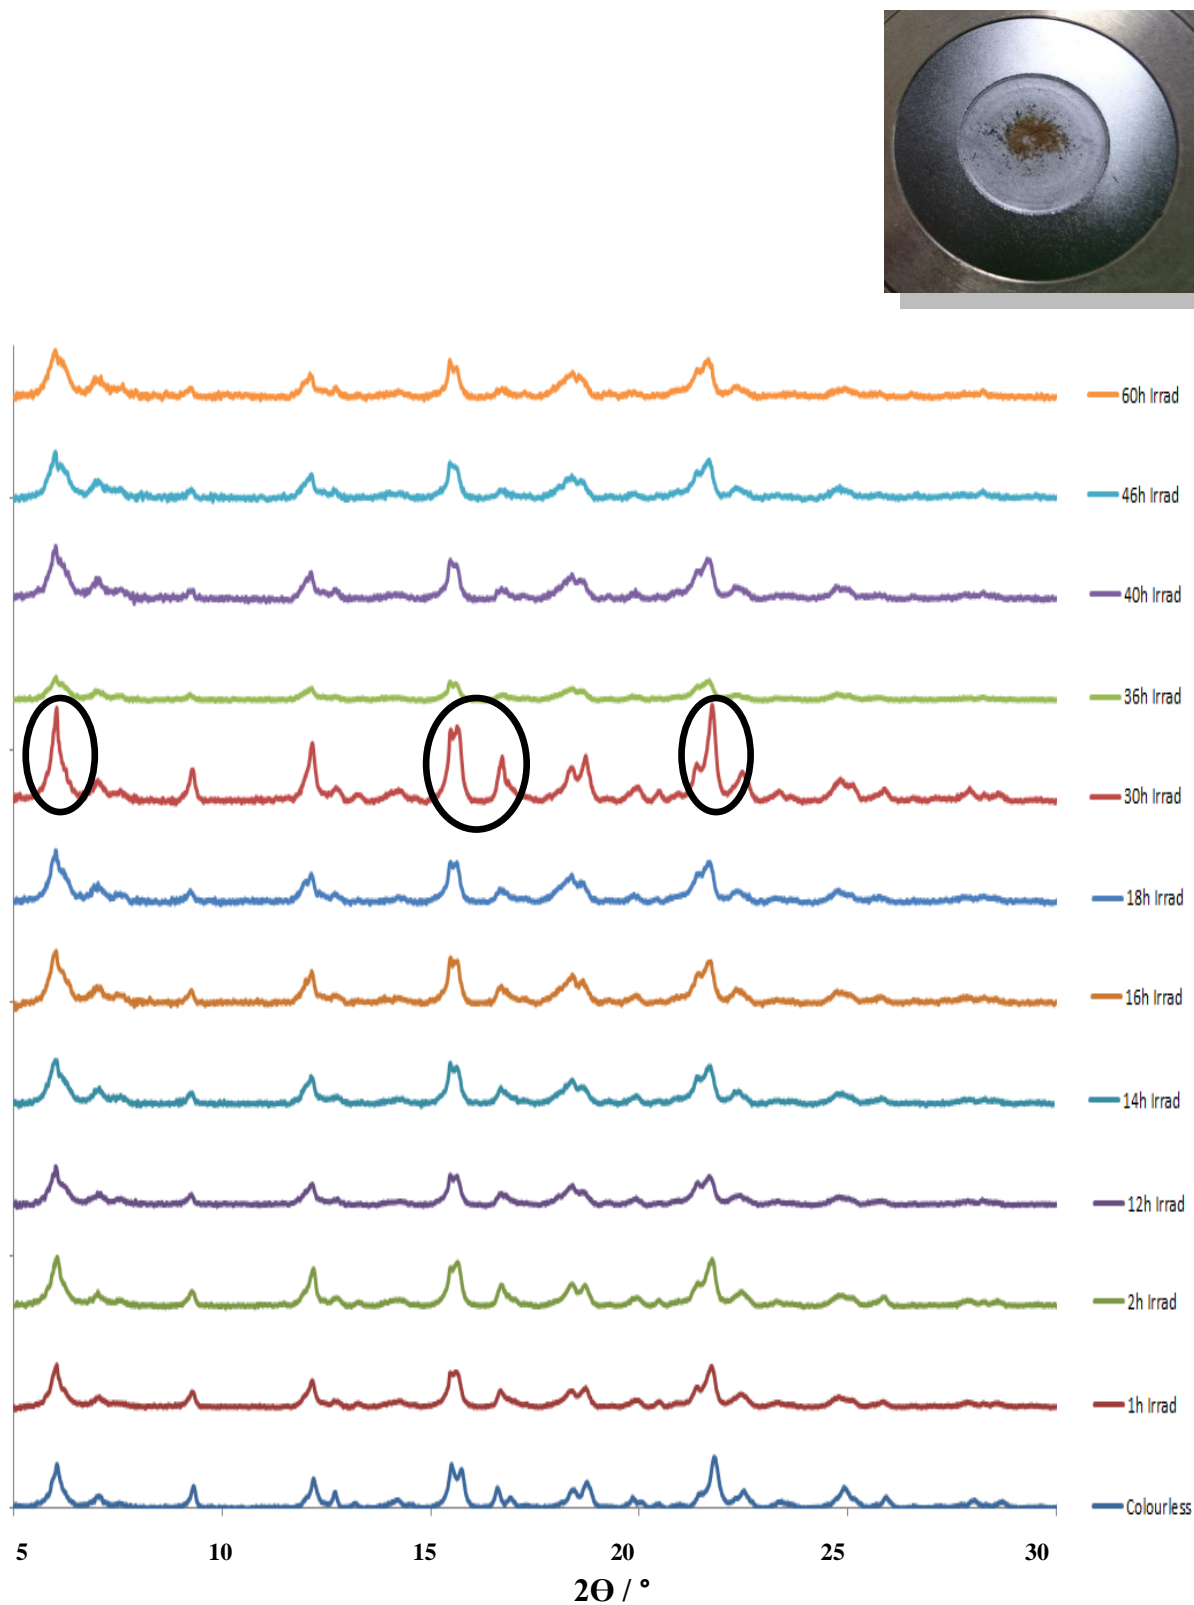 60h Irrad
46h Irrad
40h Irrad
36h Irrad
30h Irrad
18h Irrad
16h Irrad
14h Irrad
12h Irrad
2h Irrad
1h Irrad
Colourless
5 10 15 20 25 30
2Θ / °